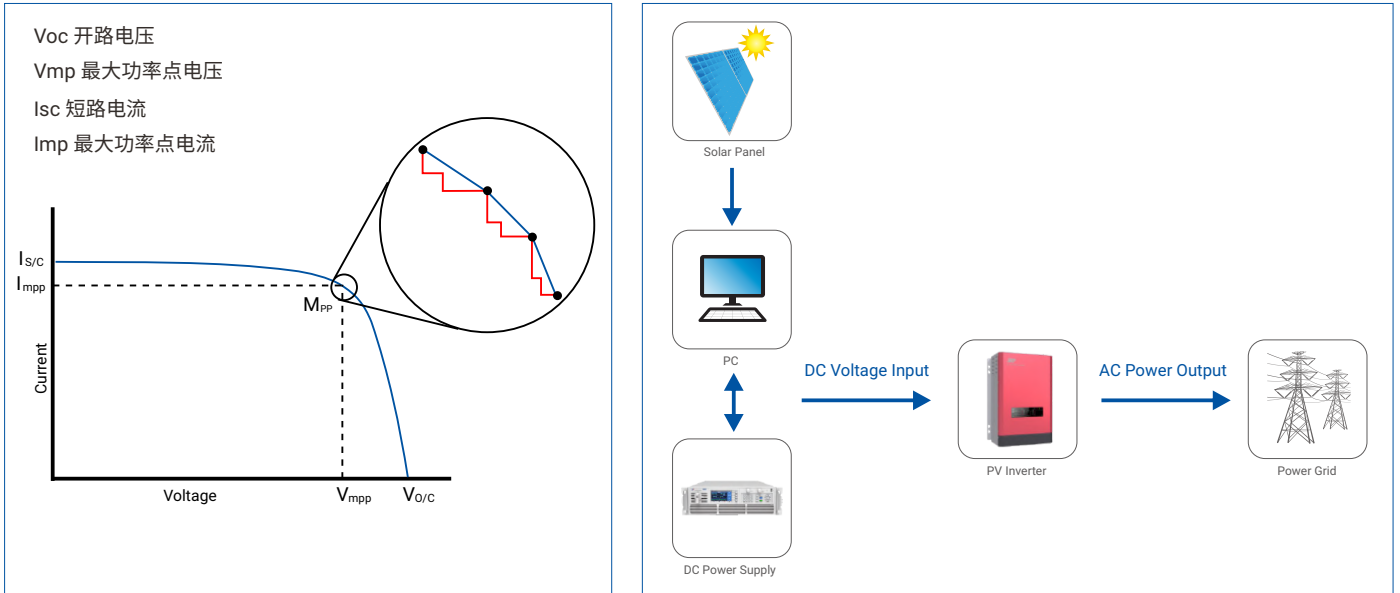 Voc 开路电压
Vmp 最大功率点电压
Isc 短路电流
Imp 最大功率点电流
IS/C
Impp
MPP
Current
Voltage
Vmpp
VO/C
Solar Panel
PC
DC Voltage Input
AC Power Output
PV Inverter
Power Grid
DC Power Supply